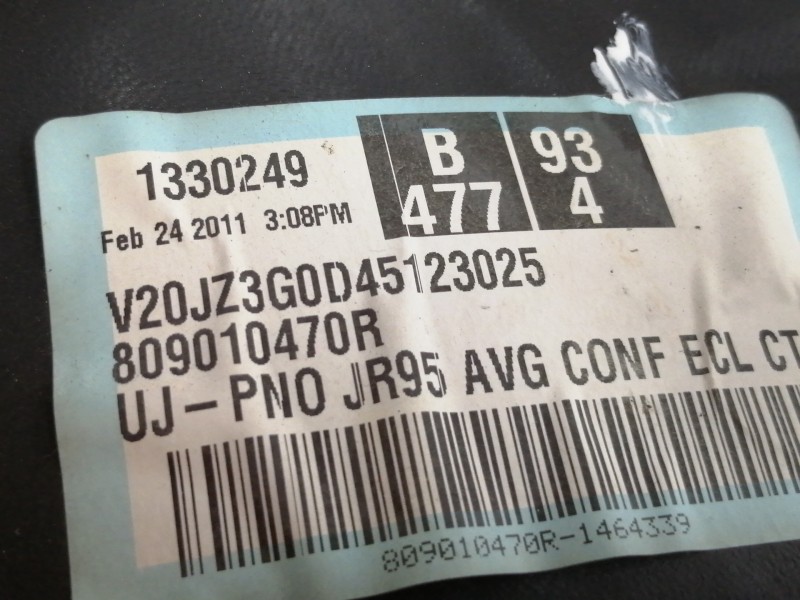 1330249
B 93
477 4
Feb 24 2011 3:08PM
V20JZ3G0D45123025
809010470R
UJ-PNO JR95 AVG CONF ECL CT
809010470R-1464339